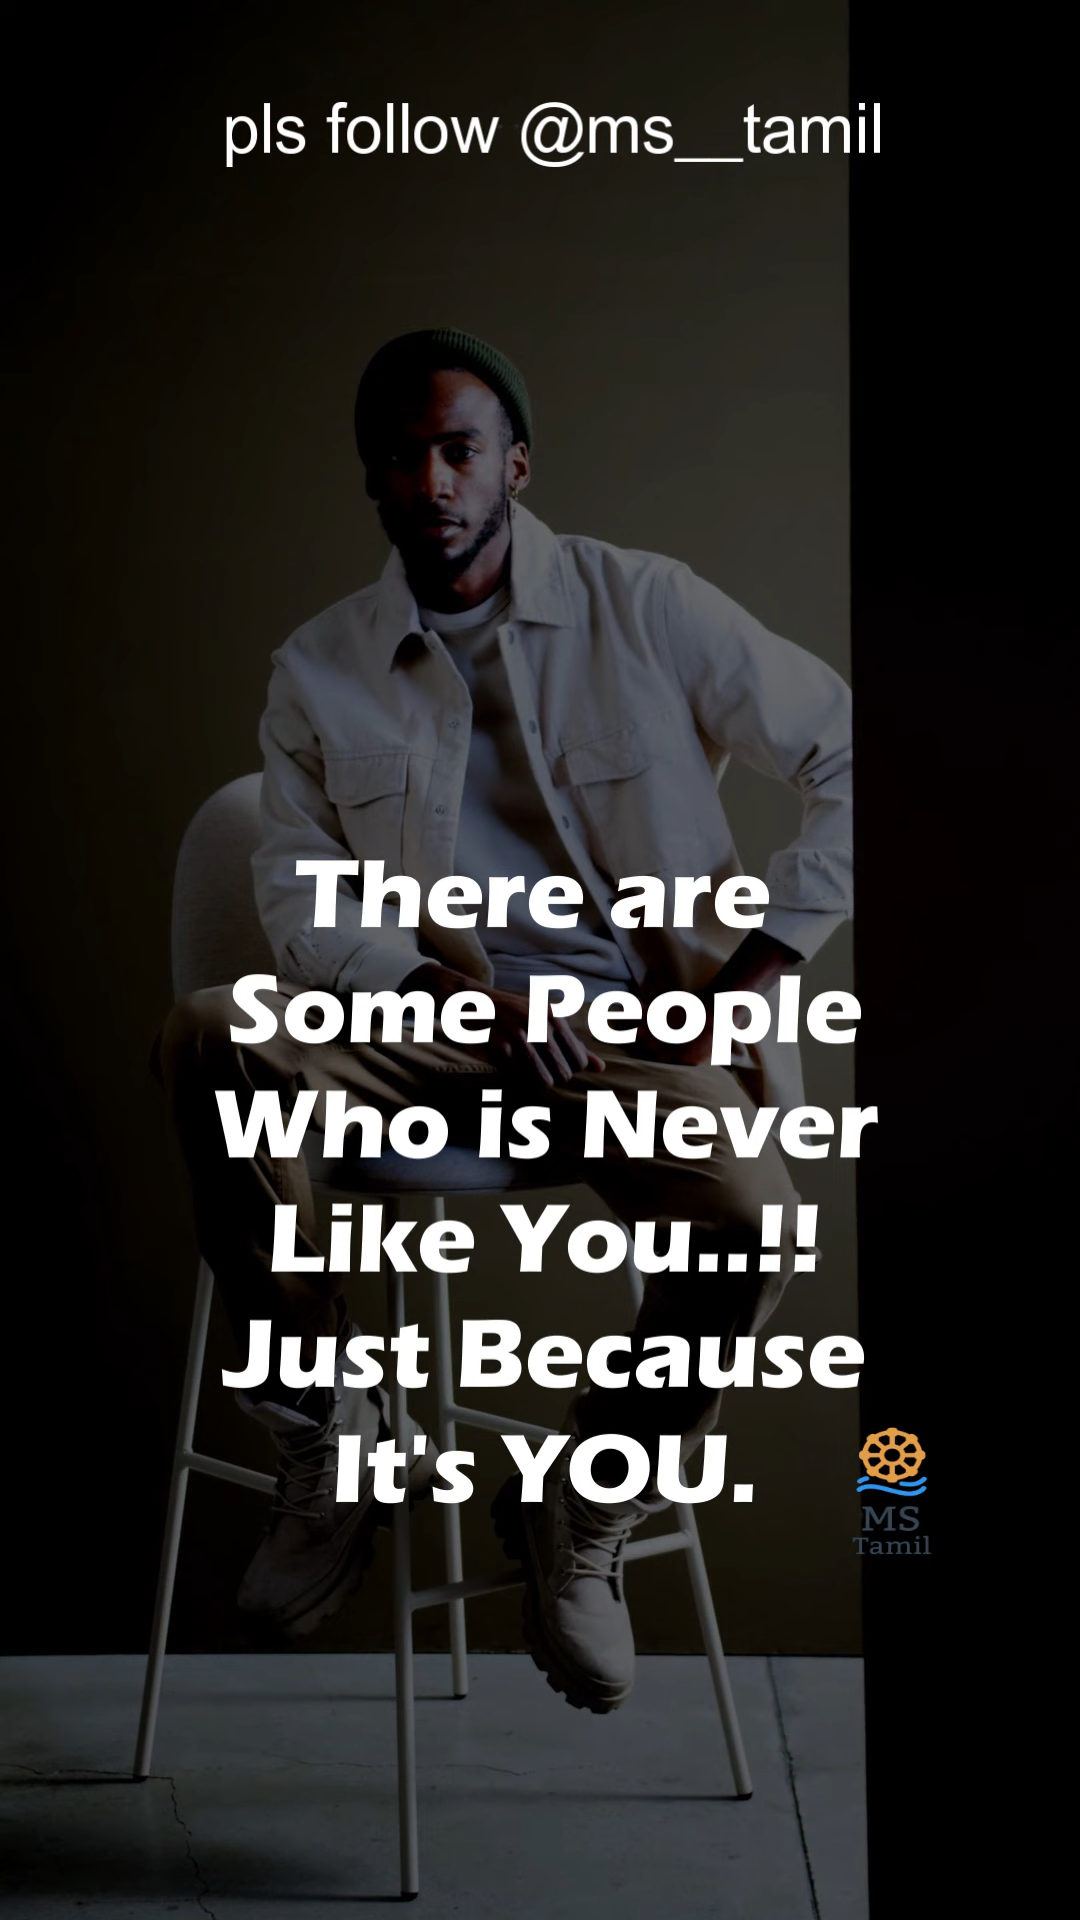 pls follow @ms__tamil
There are
Some People
Who is Never
Like You..!!
Just Because
It's YOU.
MS
Tamil